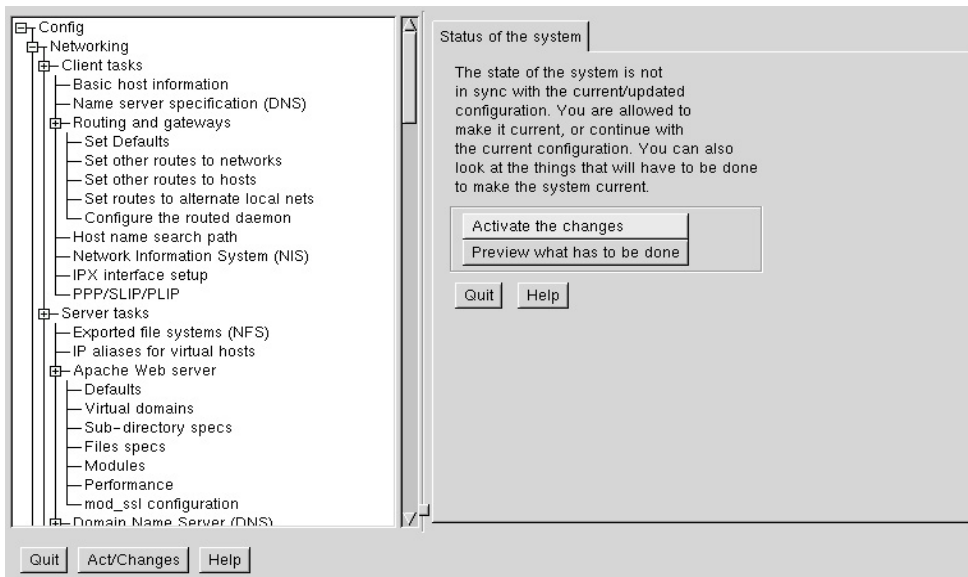 Config
Networking
Client tasks
Basic host information
Name server specification (DNS)
Routing and gateways
Set Defaults
Set other routes to networks
Set other routes to hosts
Set routes to alternate local nets
Configure the routed daemon
Host name search path
Network Information System (NIS)
IPX interface setup
PPP/SLIP/PLIP
Server tasks
Exported file systems (NFS)
IP aliases for virtual hosts
Apache Web server
Defaults
Virtual domains
Sub-directory specs
Files specs
Modules
Performance
mod_ssl configuration
Domain Name Server (DNS)
Status of the system
The state of the system is not
in sync with the current/updated
configuration. You are allowed to
make it current, or continue with
the current configuration. You can also
look at the things that will have to be done
to make the system current.
Activate the changes
Preview what has to be done
Quit Help
Quit Act/Changes Help